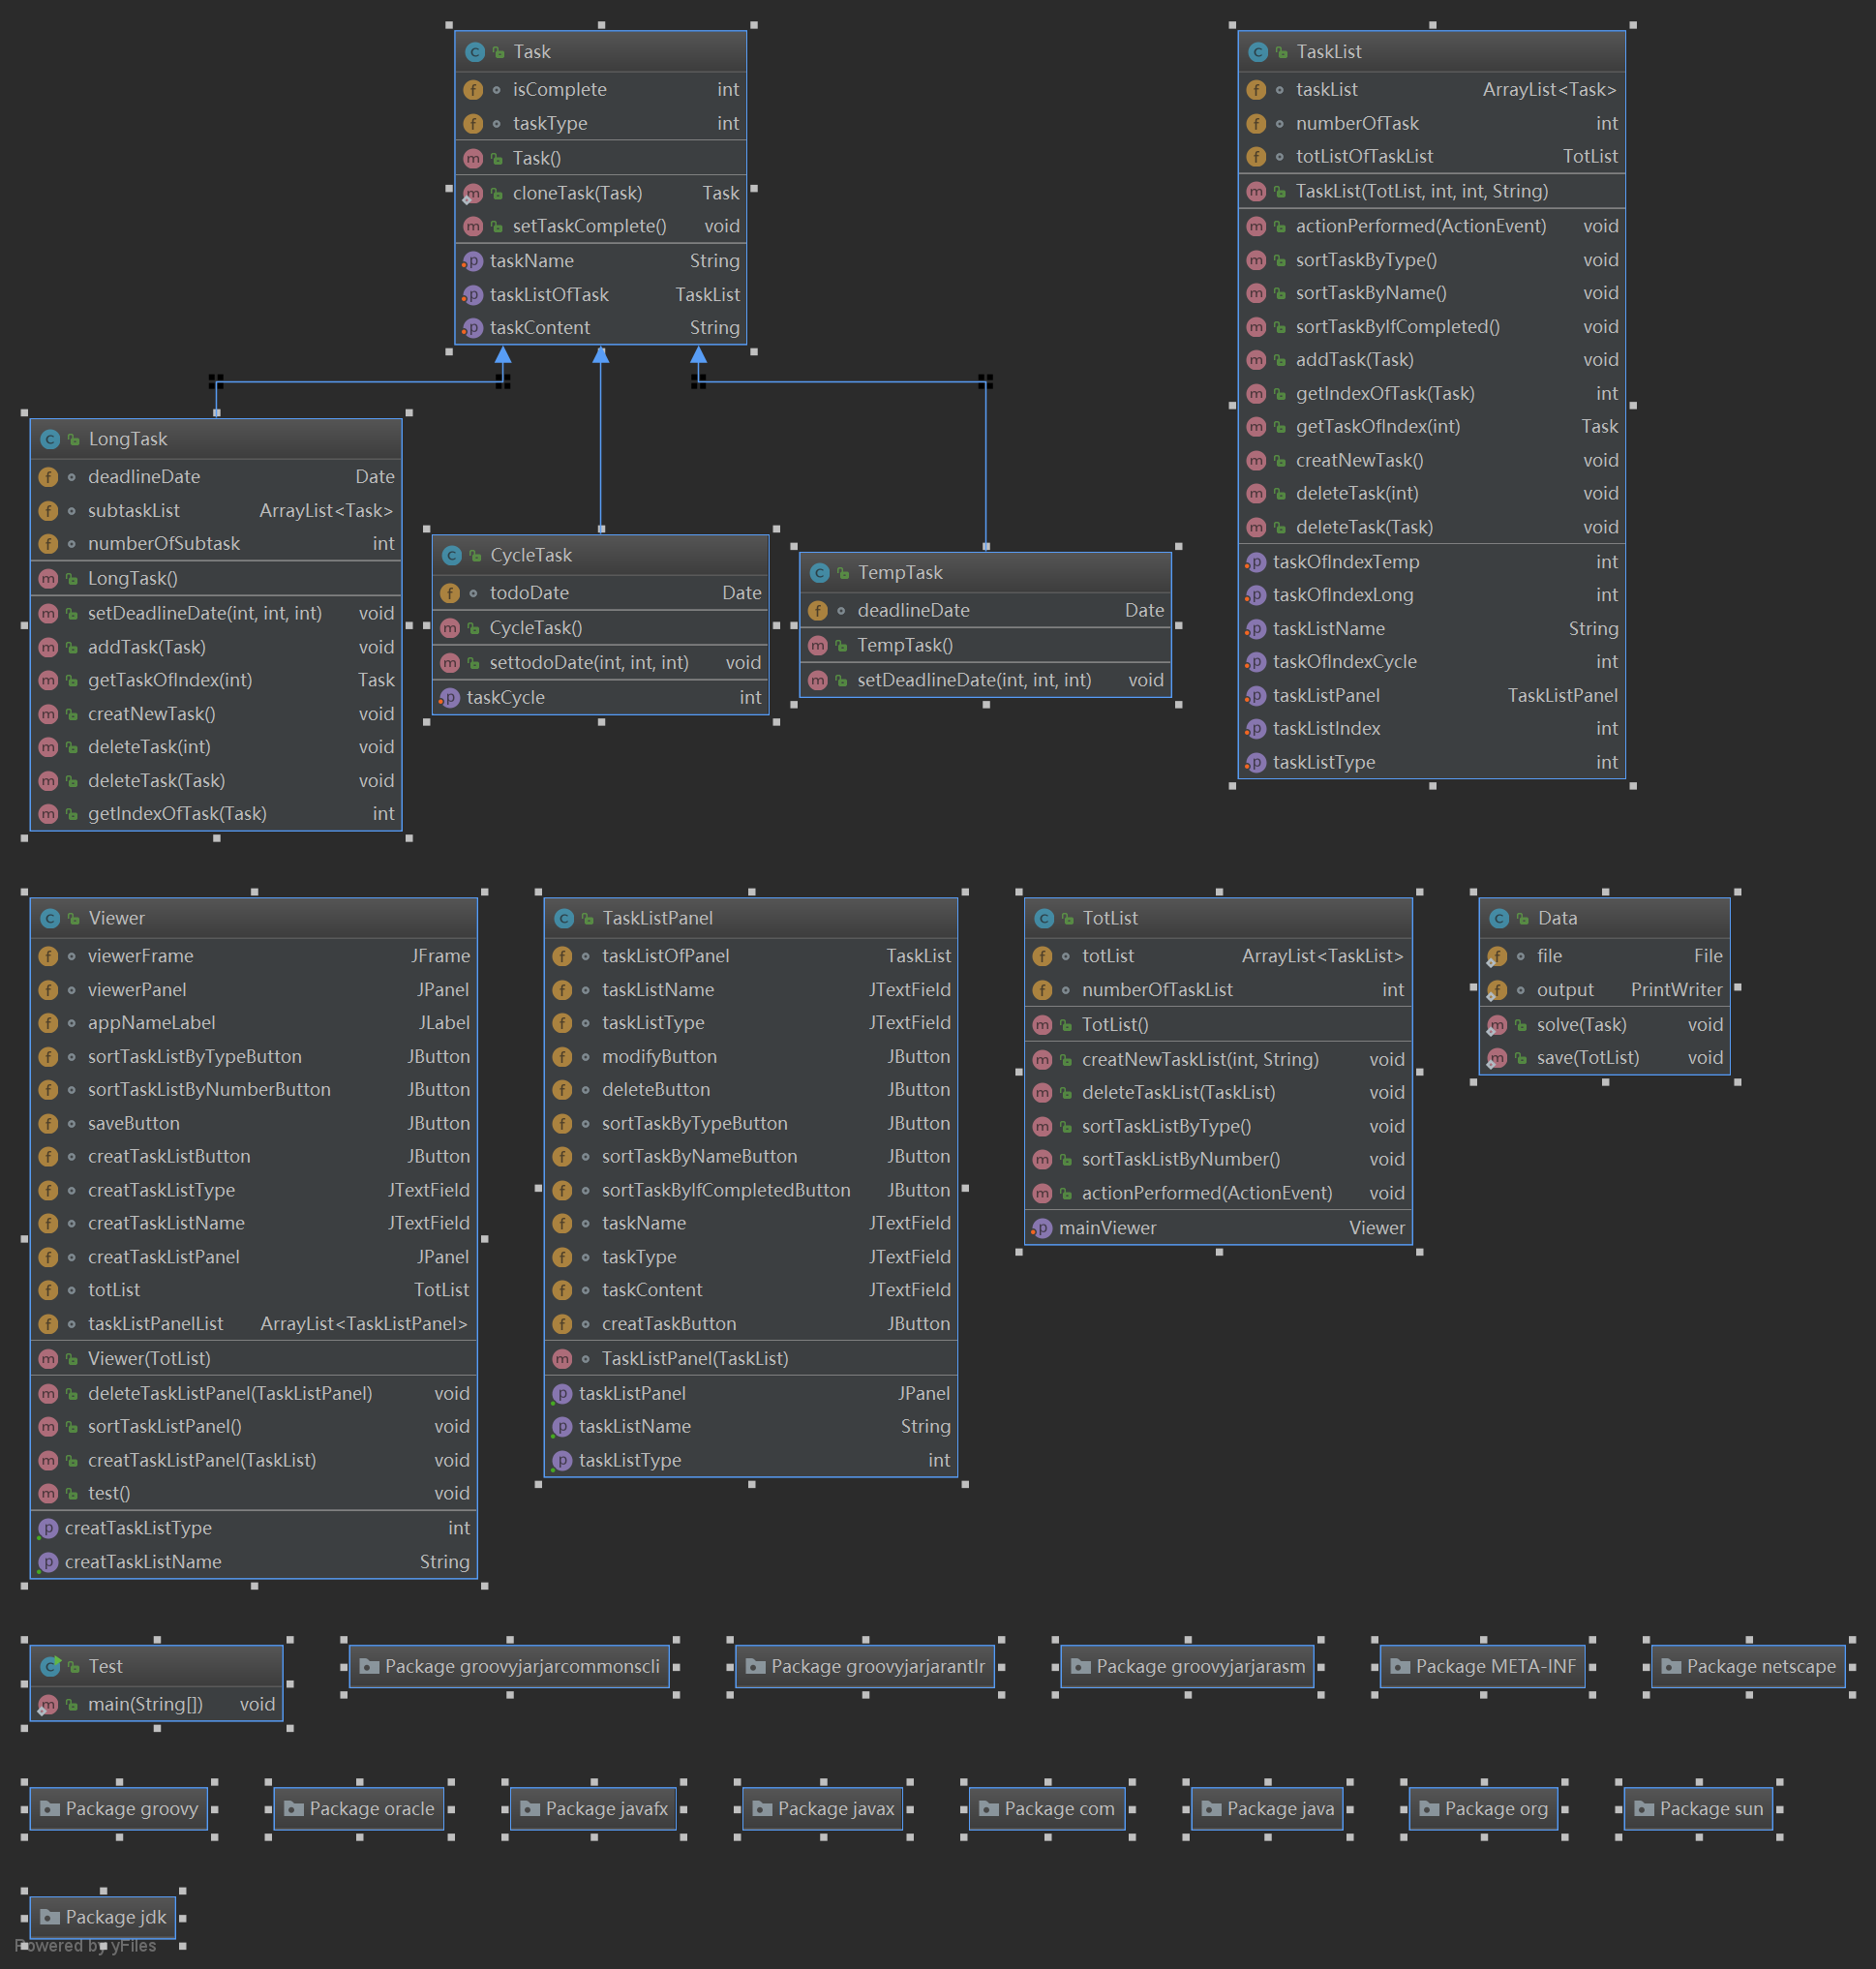 Task
isComplete int
taskType int
Task()
cloneTask(Task) Task
setTaskComplete() void
taskName String
taskListOfTask TaskList
taskContent String
TaskList
taskList ArrayList<Task>
numberOfTask int
totListOfTaskList TotList
TaskList(TotList, int, int, String)
actionPerformed(ActionEvent) void
sortTaskByType() void
sortTaskByName() void
sortTaskByIfCompleted() void
addTask(Task) void
getIndexOfTask(Task) int
getTaskOfIndex(int) Task
creatNewTask() void
deleteTask(int) void
deleteTask(Task) void
taskOfIndexTemp int
taskOfIndexLong int
taskListName String
taskOfIndexCycle int
taskListPanel TaskListPanel
taskListIndex int
taskListType int
LongTask
deadlineDate Date
subtaskList ArrayList<Task>
numberOfSubtask int
LongTask()
setDeadlineDate(int, int, int) void
addTask(Task) void
getTaskOfIndex(int) Task
creatNewTask() void
deleteTask(int) void
deleteTask(Task) void
getIndexOfTask(Task) int
CycleTask
todoDate Date
CycleTask()
settodoDate(int, int, int) void
taskCycle int
TempTask
deadlineDate Date
TempTask()
setDeadlineDate(int, int, int) void
Viewer
viewerFrame JFrame
viewerPanel JPanel
appNameLabel JLabel
sortTaskListByTypeButton JButton
sortTaskListByNumberButton JButton
saveButton JButton
creatTaskListButton JButton
creatTaskListType JTextField
creatTaskListName JTextField
creatTaskListPanel JPanel
totList TotList
taskListPanelList ArrayList<TaskListPanel>
Viewer(TotList)
deleteTaskListPanel(TaskListPanel) void
sortTaskListPanel() void
creatTaskListPanel(TaskList) void
test() void
creatTaskListType int
creatTaskListName String
TaskListPanel
taskListOfPanel TaskList
taskListName JTextField
taskListType JTextField
modifyButton JButton
deleteButton JButton
sortTaskByTypeButton JButton
sortTaskByNameButton JButton
sortTaskByIfCompletedButton JButton
taskName JTextField
taskType JTextField
taskContent JTextField
creatTaskButton JButton
TaskListPanel(TaskList)
taskListPanel JPanel
taskListName String
taskListType int
TotList
totList ArrayList<TaskList>
numberOfTaskList int
TotList()
creatNewTaskList(int, String) void
deleteTaskList(TaskList) void
sortTaskListByType() void
sortTaskListByNumber() void
actionPerformed(ActionEvent) void
mainViewer Viewer
Data
file File
output PrintWriter
solve(Task) void
save(TotList) void
Test
main(String[]) void
Package groovyjarjarcommonscli
Package groovyjarjarantlr
Package groovyjarjarasm
Package META-INF
Package netscape
Package groovy
Package oracle
Package javafx
Package javax
Package com
Package java
Package org
Package sun
Package jdk
Powered by yFiles